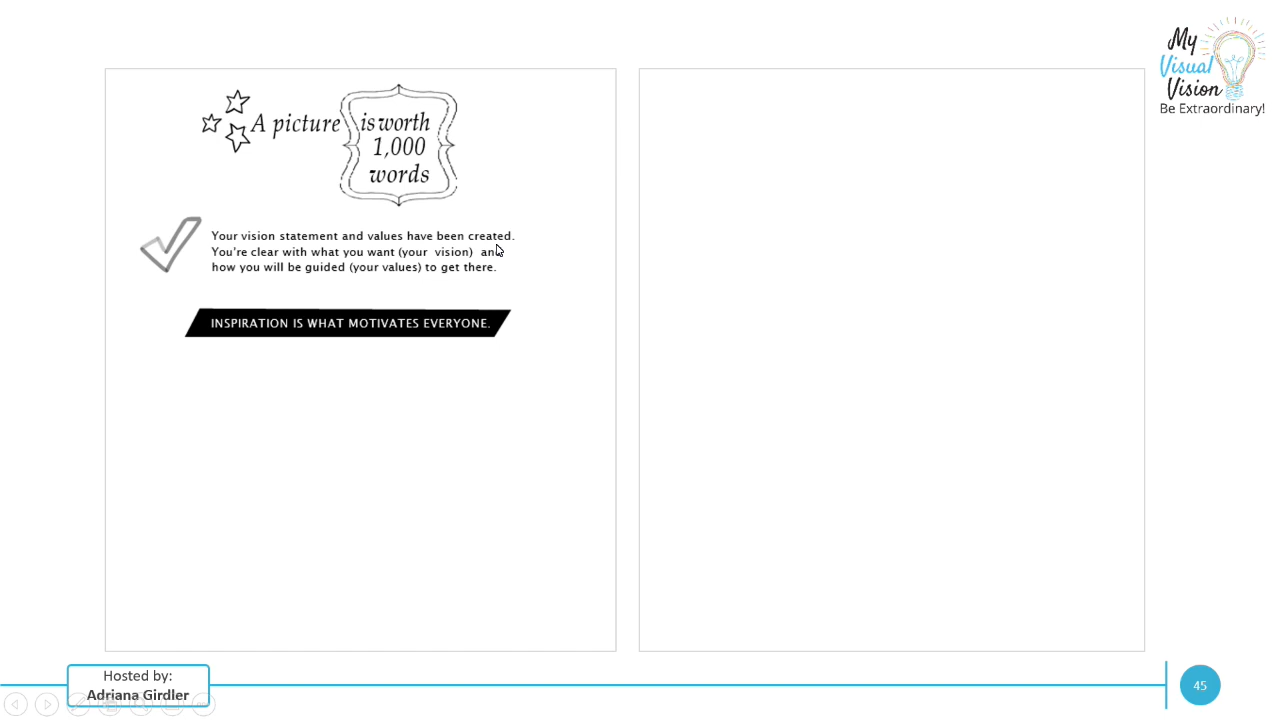 My
Visual
Vision
Be Extraordinary!
A picture is worth
1,000
words
Your vision statement and values have been created.
You're clear with what you want (your vision) and
how you will be guided (your values) to get there.
INSPIRATION IS WHAT MOTIVATES EVERYONE.
Hosted by:
Adriana Girdler
45